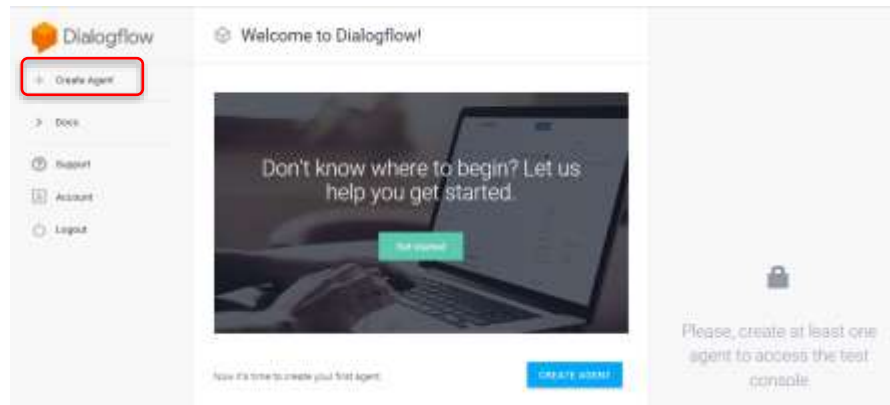 Dialogflow
+ Create Agent
> Docs
Support
Account
Logout
Welcome to Dialogflow!
Don't know where to begin? Let us
help you get started.
Get started
Now it's time to create your first agent.
CREATE AGENT
Please, create at least one
agent to access the test
console